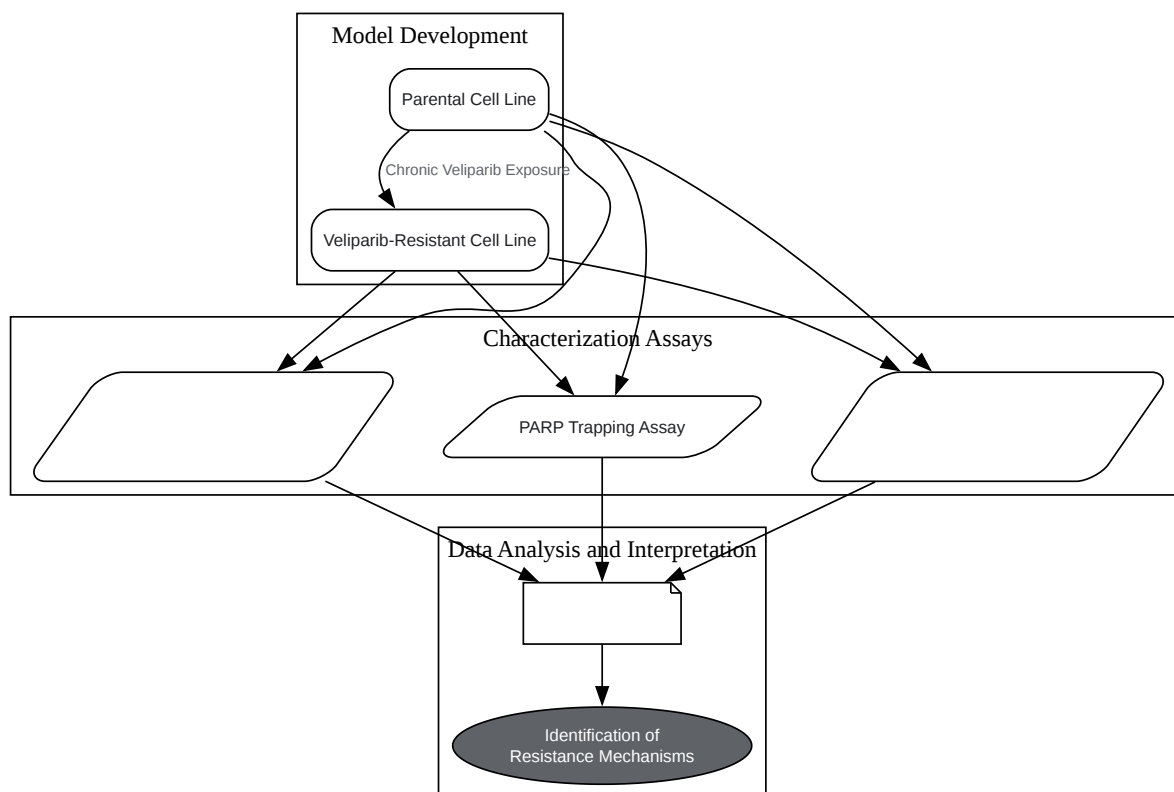 Model Development
Parental Cell Line
Chronic Veliparib Exposure
Veliparib-Resistant Cell Line
Characterization Assays
PARP Trapping Assay
Data Analysis and Interpretation
Identification of
Resistance Mechanisms